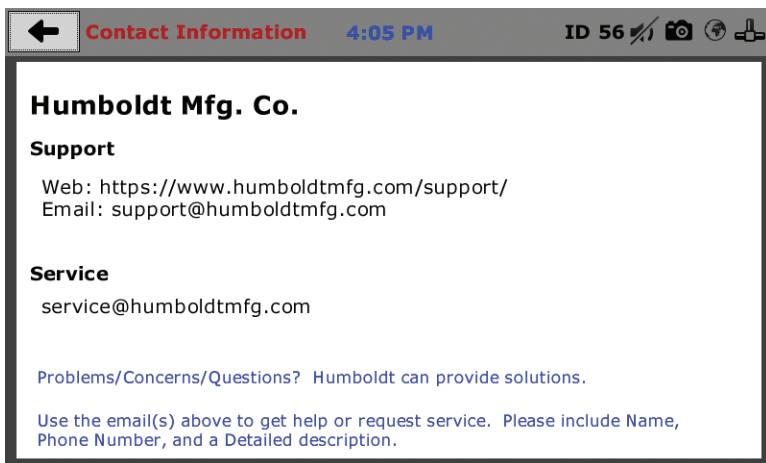 Contact Information 4:05 PM ID 56
Humboldt Mfg. Co.
Support
Web: https://www.humboldtmfg.com/support/
Email: support@humboldtmfg.com
Service
service@humboldtmfg.com
Problems/Concerns/Questions?  Humboldt can provide solutions.
Use the email(s) above to get help or request service.  Please include Name,
Phone Number, and a Detailed description.